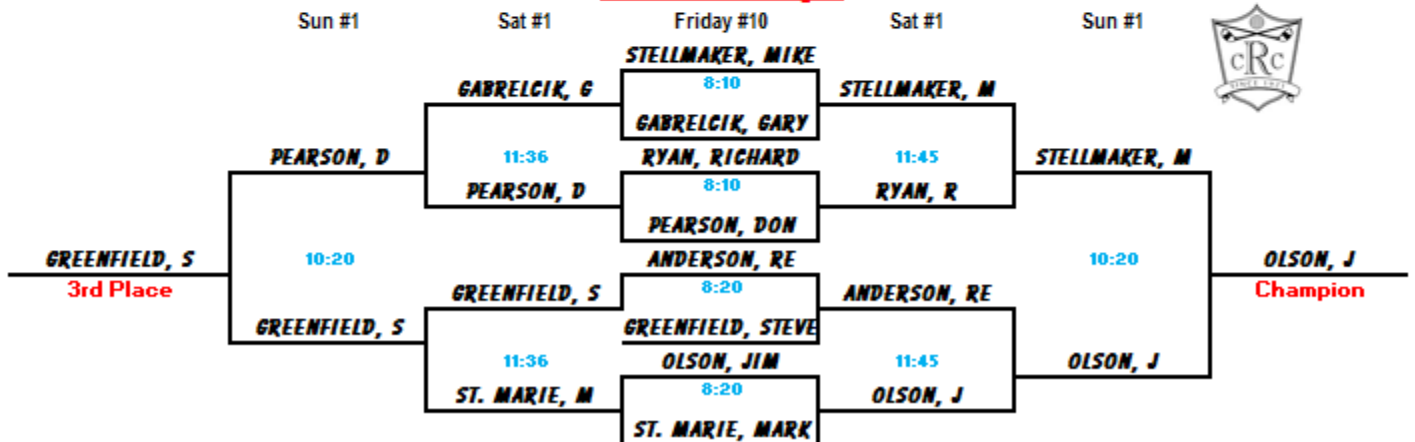 Sun #1 Sat #1 Friday #10 Sat #1 Sun #1
STELLMAKER, MIKE
GABRELCIK, G 8:10 STELLMAKER, M
GABRELCIK, GARY
PEARSON, D 11:36 RYAN, RICHARD 11:45 STELLMAKER, M
PEARSON, D 8:10 RYAN, R
PEARSON, DON
GREENFIELD, S 10:20 ANDERSON, RE 10:20 OLSON, J
3rd Place GREENFIELD, S 8:20 ANDERSON, RE Champion
GREENFIELD, S GREENFIELD, STEVE
11:36 OLSON, JIM 11:45 OLSON, J
ST. MARIE, M 8:20 OLSON, J
ST. MARIE, MARK
CRC